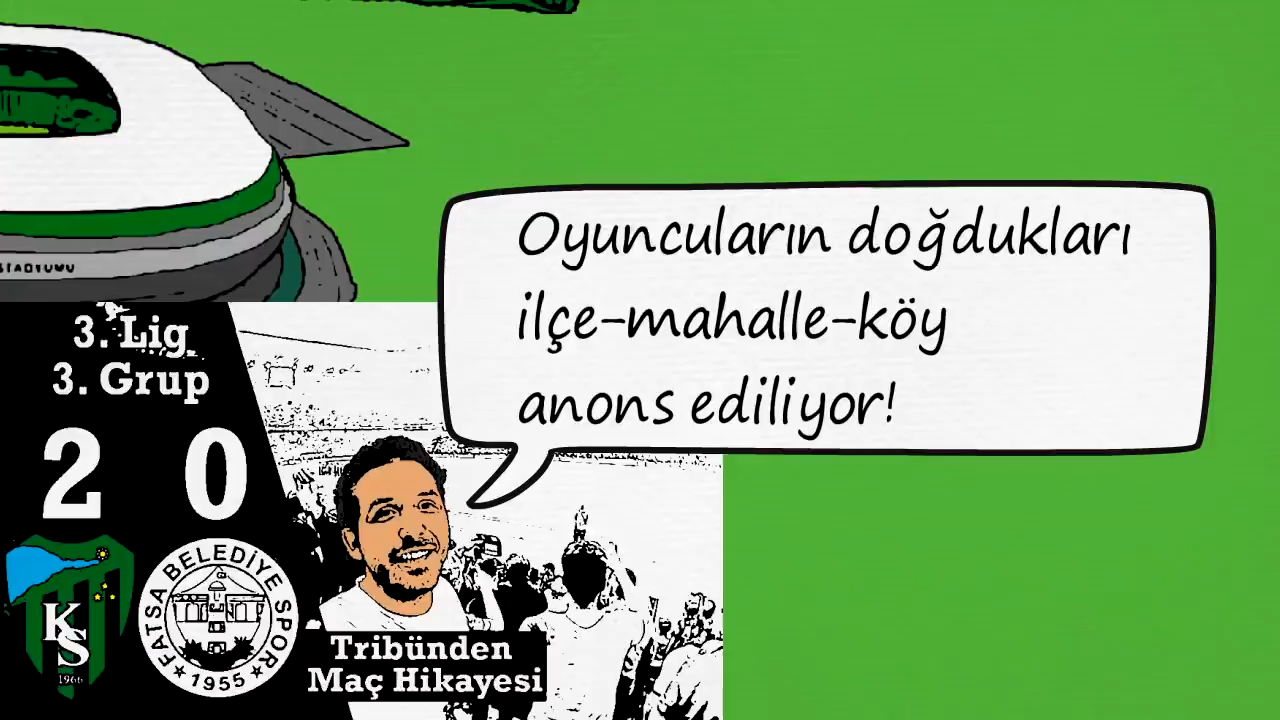 STADYUMU
Oyuncuların doğdukları
ilçe-mahalle-köy
anons ediliyor!
3. Lig
3. Grup
2 0
KS
1966
FATSA BELEDİYE SPOR
1955
Tribünden
Maç Hikayesi